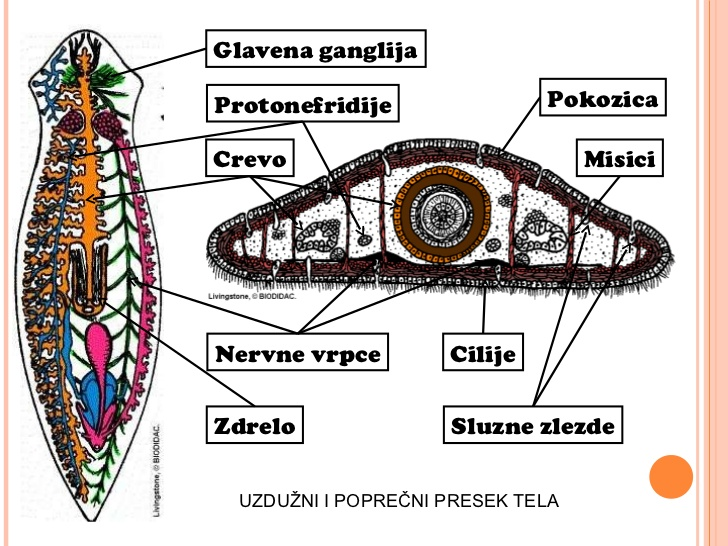 Glavena ganglija
Protonefridije
Pokozica
Crevo
Misici
Livingstone, © BIODIDAC.
Nervne vrpce
Cilije
Zdrelo
Sluzne zlezde
Livingstone, © BIODIDAC.
UZDUŽNI I POPREČNI PRESEK TELA